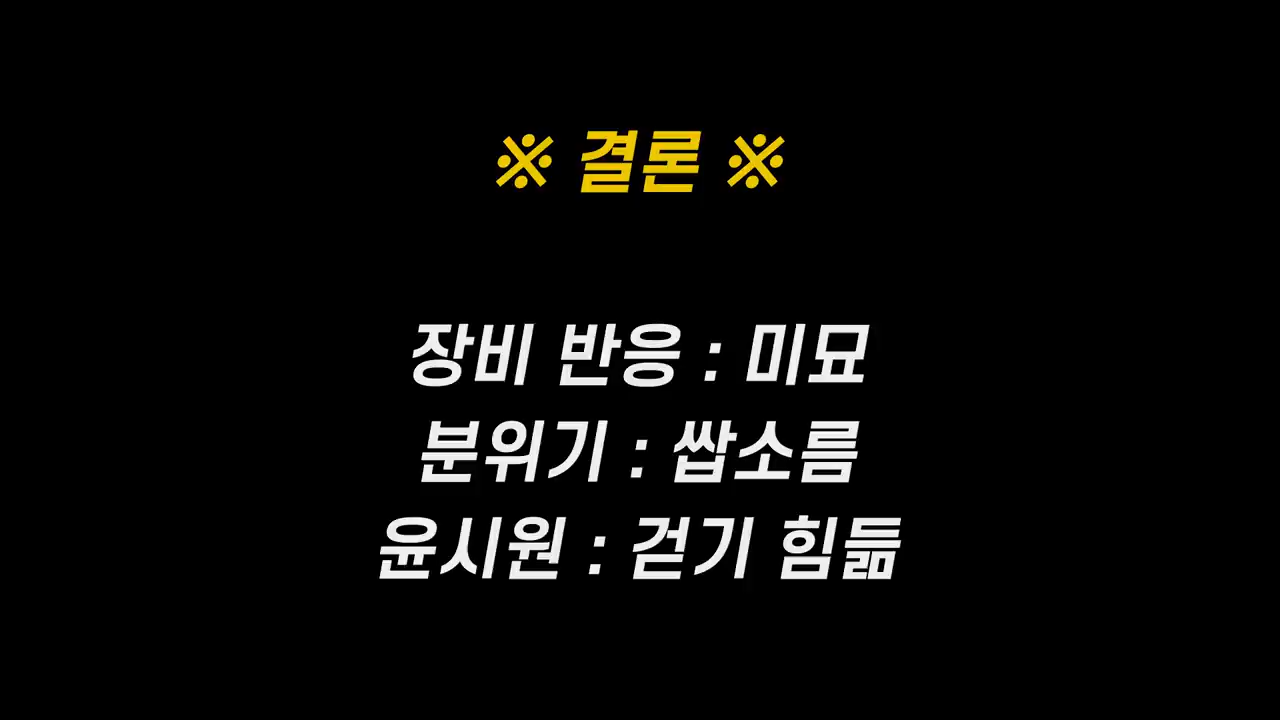 ※ 결론 ※
장비 반응 : 미묘
분위기 : 쌉소름
윤시원 : 걷기 힘듦